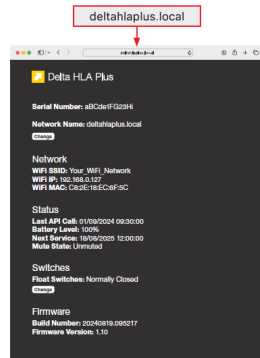 deltahlaplus.local
deltahlaplus.local
Delta HLA Plus
Serial Number: aBCde1FG23Hi
Network Name: deltahlaplus.local
Change
Network
WiFi SSID: Your_WiFi_Network
WiFi IP: 192.168.0.127
WiFi MAC: C8:2E:18:EC:6F:5C
Status
Last API Call: 01/09/2024 09:30:00
Battery Level: 100%
Next Service: 18/08/2025 12:00:00
Mute State: Unmuted
Switches
Float Switches: Normally Closed
Change
Firmware
Build Number: 20240819.095217
Firmware Version: 1.10